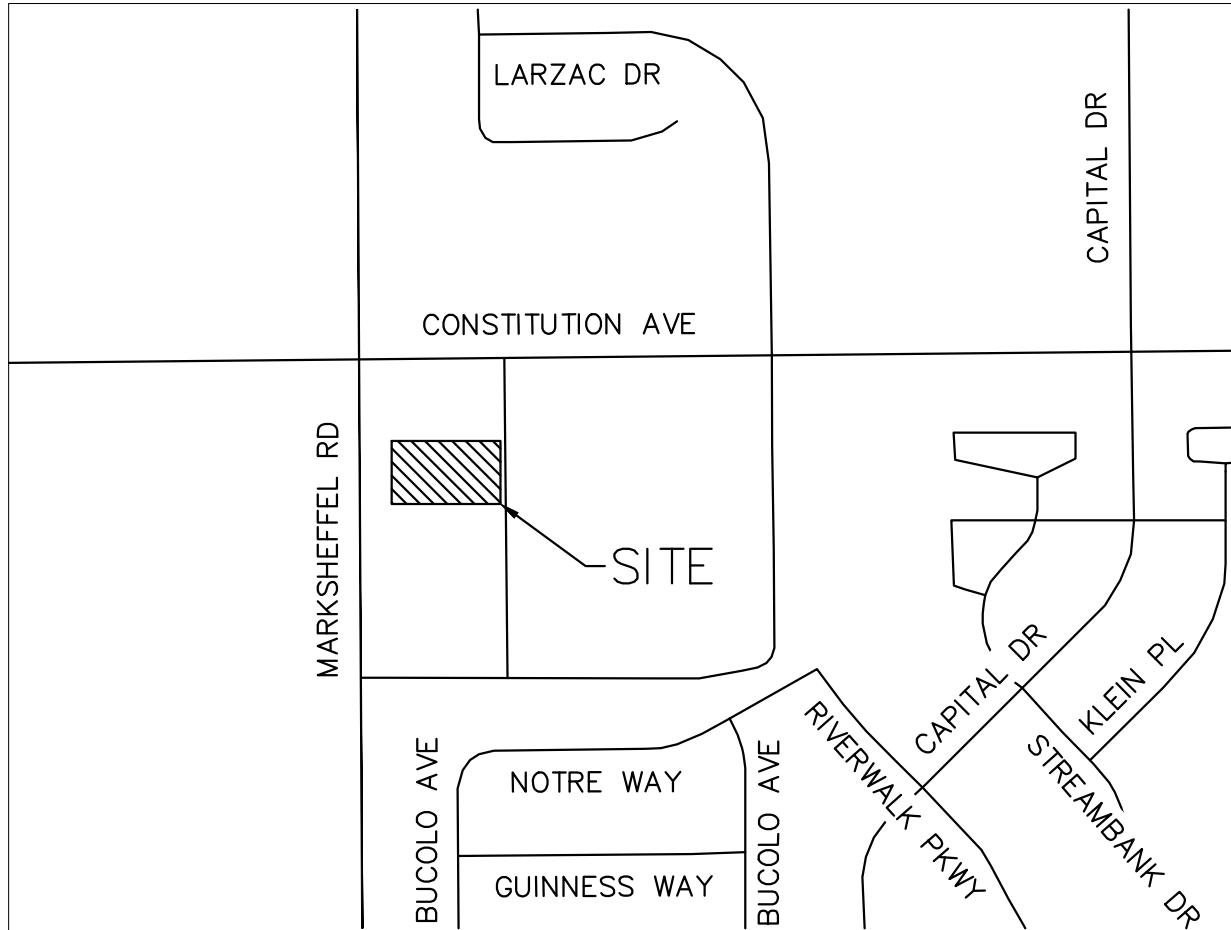 LARZAC DR
CAPITAL DR
CONSTITUTION AVE
MARKSHEFFEL RD
SITE
CAPITAL DR
KLEIN PL
RIVERWALK PKWY
STREAMBANK DR
BUCOLO AVE
NOTRE WAY
BUCOLO AVE
GUINNESS WAY